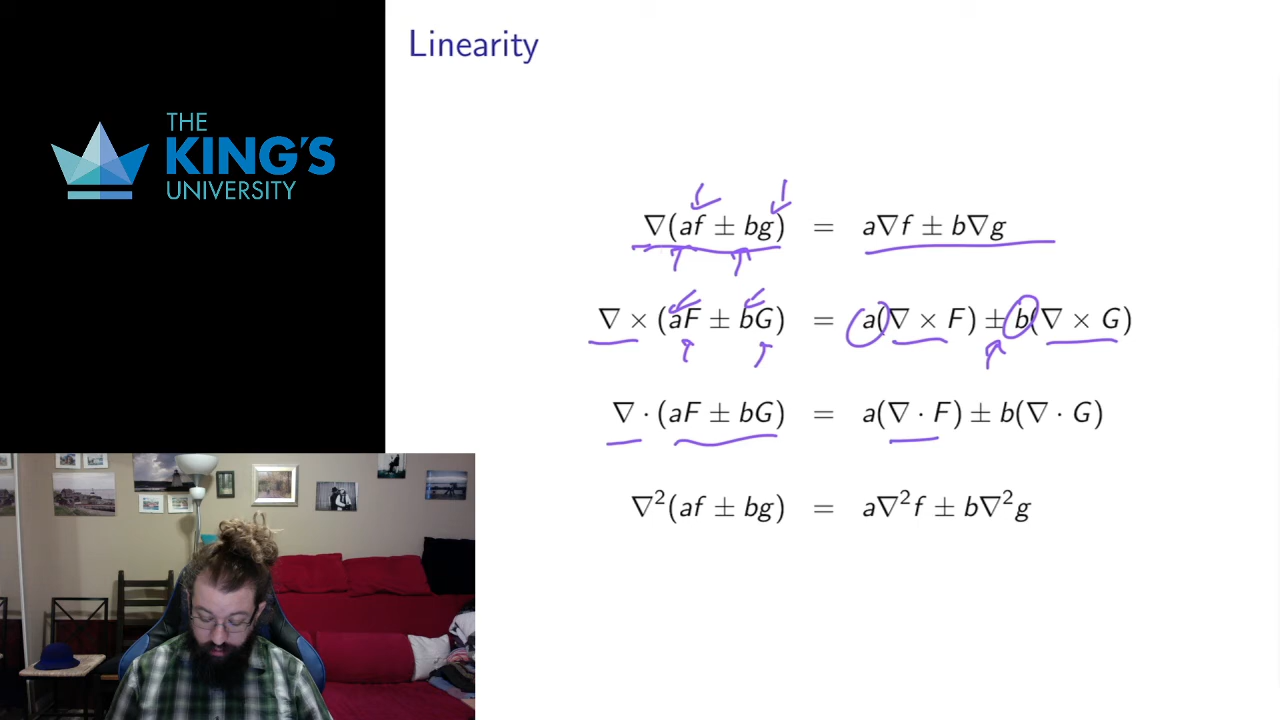 THE
KING'S
UNIVERSITY
Linearity
∇(af ± bg) = a∇f ± b∇g
∇ × (aF ± bG) = a(∇ × F) ± b(∇ × G)
∇ · (aF ± bG) = a(∇ · F) ± b(∇ · G)
∇²(af ± bg) = a∇²f ± b∇²g